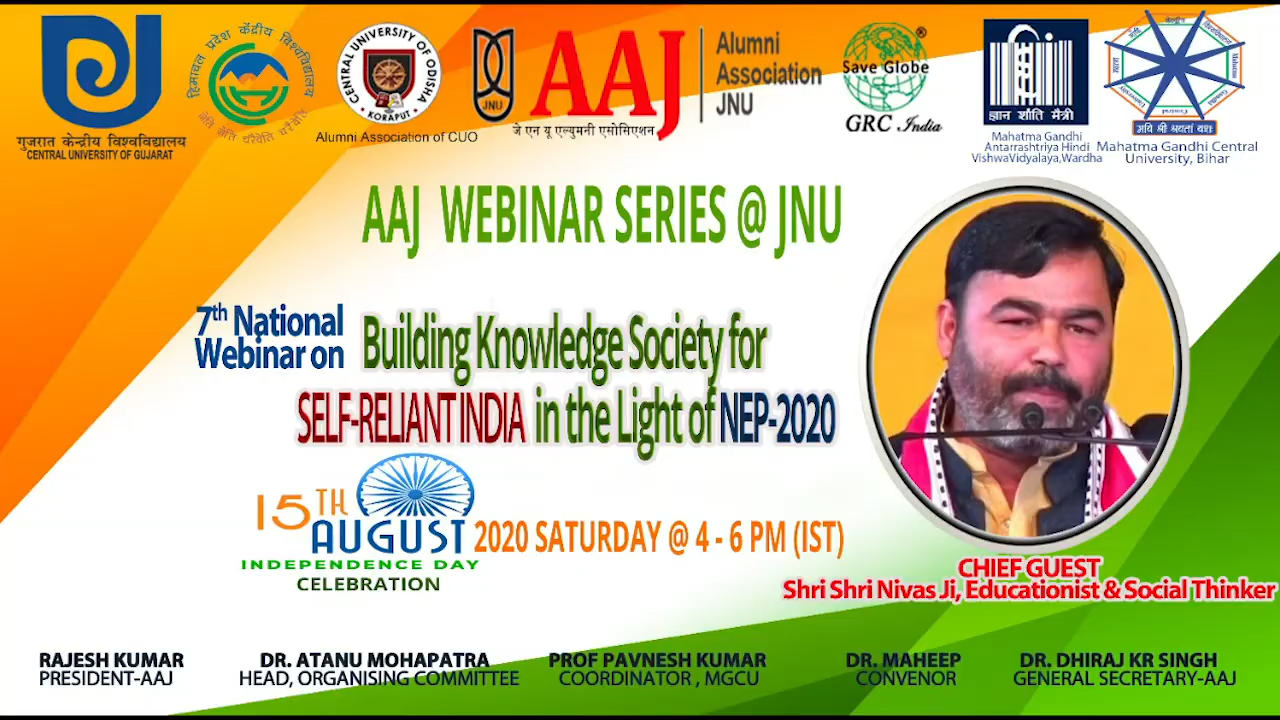 गुजरात केन्द्रीय विश्वविद्यालय
CENTRAL UNIVERSITY OF GUJARAT
हिमाचल प्रदेश केंद्रीय विश्वविद्यालय
CENTRAL UNIVERSITY OF ODISHA
KORAPUT
Alumni Association of CUO
JNU
AAJ
जे एन यू एल्युमनी एसोसिएशन
Alumni
Association
JNU
Save Globe
®
GRC India
ज्ञान शांति मैत्री
Mahatma Gandhi
Antarrashtriya Hindi
VishwaVidyalaya,Wardha
Mahatma Gandhi Central
University, Bihar
AAJ WEBINAR SERIES @ JNU
7th National
Webinar on
Building Knowledge Society for
SELF-RELIANT INDIA in the Light of NEP-2020
15TH
AUGUST
2020 SATURDAY @ 4 - 6 PM (IST)
INDEPENDENCE DAY
CELEBRATION
CHIEF GUEST
Shri Shri Nivas Ji, Educationist & Social Thinker
RAJESH KUMAR
PRESIDENT-AAJ
DR. ATANU MOHAPATRA
HEAD, ORGANISING COMMITTEE
PROF PAVNESH KUMAR
COORDINATOR , MGCU
DR. MAHEEP
CONVENOR
DR. DHIRAJ KR SINGH
GENERAL SECRETARY-AAJ